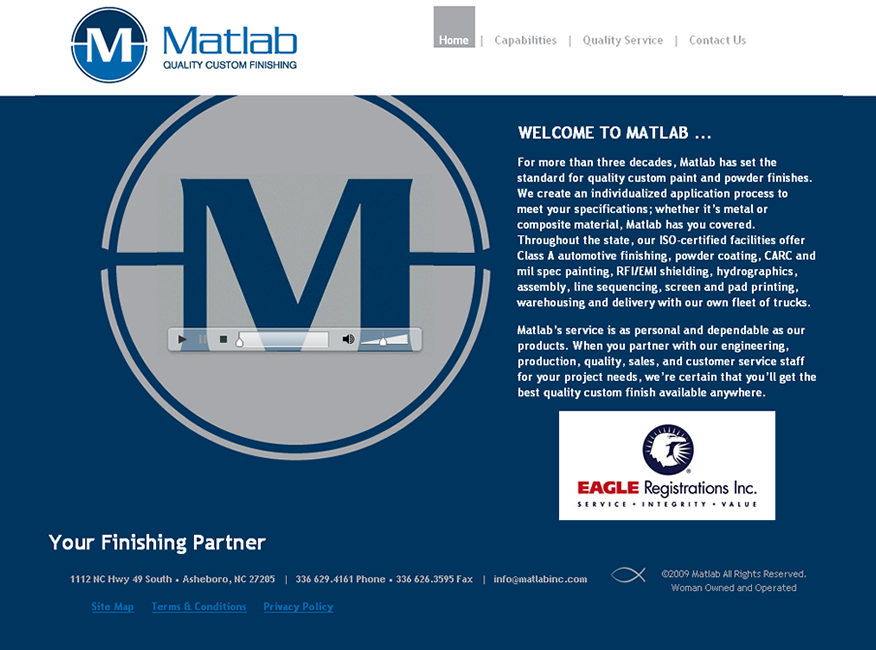 M Matlab
QUALITY CUSTOM FINISHING
Home | Capabilities | Quality Service | Contact Us
M
WELCOME TO MATLAB ...
For more than three decades, Matlab has set the
standard for quality custom paint and powder finishes.
We create an individualized application process to
meet your specifications; whether it's metal or
composite material, Matlab has you covered.
Throughout the state, our ISO-certified facilities offer
Class A automotive finishing, powder coating, CARC and
mil spec painting, RFI/EMI shielding, hydrographics,
assembly, line sequencing, screen and pad printing,
warehousing and delivery with our own fleet of trucks.
Matlab's service is as personal and dependable as our
products. When you partner with our engineering,
production, quality, sales, and customer service staff
for your project needs, we're certain that you'll get the
best quality custom finish available anywhere.
EAGLE Registrations Inc.
SERVICE • INTEGRITY • VALUE
Your Finishing Partner
1112 NC Hwy 49 South • Asheboro, NC 27205 | 336 629.4161 Phone • 336 626.3595 Fax | info@matlabinc.com
©2009 Matlab All Rights Reserved.
Woman Owned and Operated
Site Map Terms & Conditions Privacy Policy